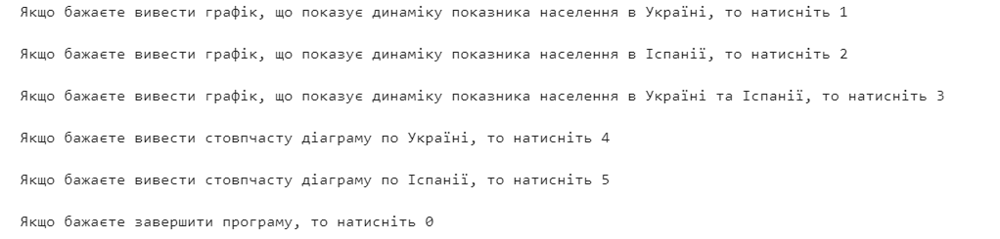 Якщо бажаєте вивести графік, що показує динаміку показника населення в Україні, то натисніть 1
Якщо бажаєте вивести графік, що показує динаміку показника населення в Іспанії, то натисніть 2
Якщо бажаєте вивести графік, що показує динаміку показника населення в Україні та Іспанії, то натисніть 3
Якщо бажаєте вивести стовпчасту діаграму по Україні, то натисніть 4
Якщо бажаєте вивести стовпчасту діаграму по Іспанії, то натисніть 5
Якщо бажаєте завершити програму, то натисніть 0